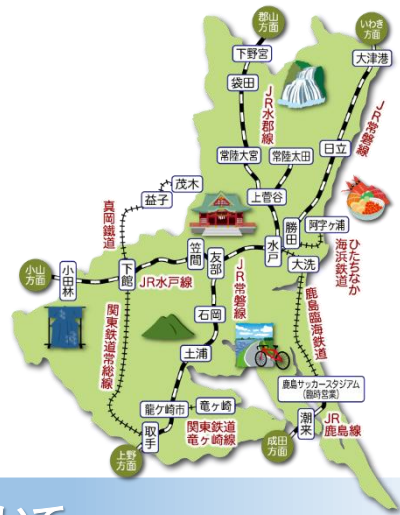 郡山
方面
いわき
方面
下野宮
大津港
袋田
JR水郡線
JR常磐線
常陸大宮
常陸太田
日立
茂木
益子
上菅谷
真岡鐵道
勝田
阿字ヶ浦
笠間
友部
水戸
ひたちなか
海浜鉄道
小山
方面
小田林
下館
JR水戸線
大洗
JR常磐線
石岡
鹿島臨海鉄道
関東鉄道常総線
土浦
鹿島サッカースタジアム
(臨時営業)
龍ケ崎市
竜ヶ崎
潮来
JR
鹿島線
取手
関東鉄道
竜ヶ崎線
成田
方面
上野
方面